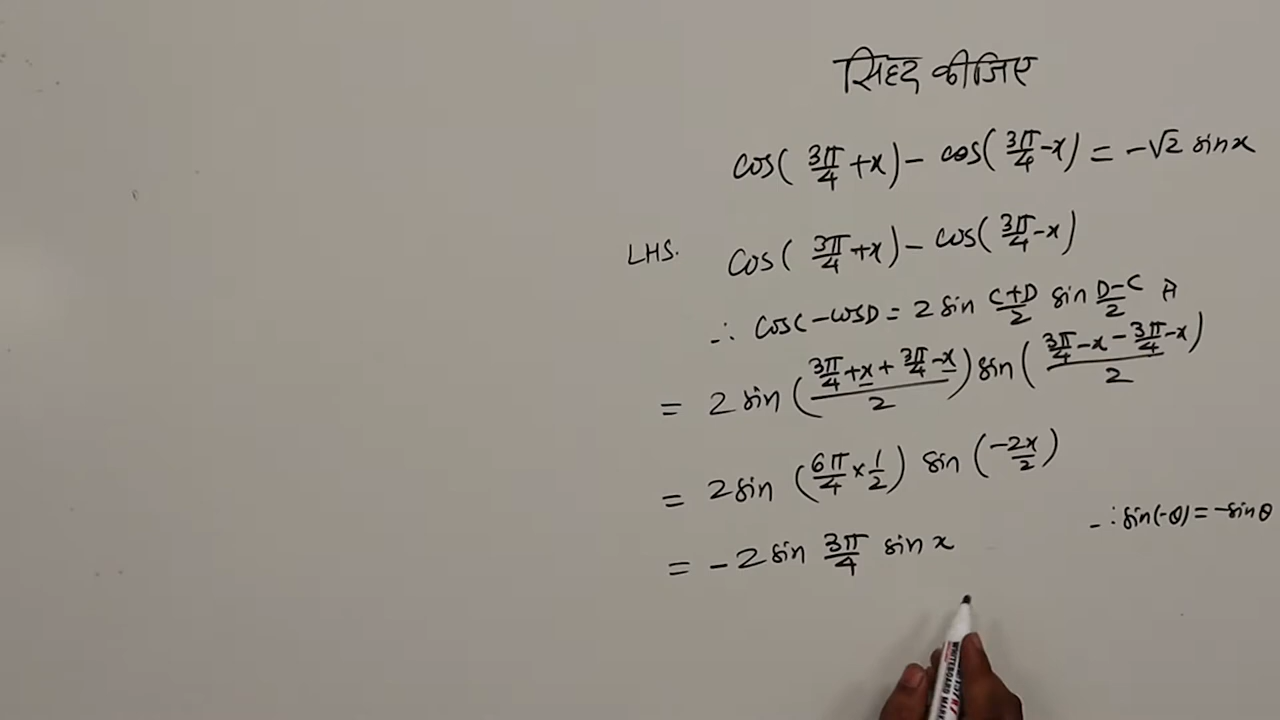 सिद्द कीजिए
cos(3π/4+x) - cos(3π/4-x) = -√2 sinx
LHS. cos(3π/4+x) - cos(3π/4-x)
∴ cosC - cosD = 2 sin C+D/2 sin D-C/2 से
= 2 sin (3π/4+x+3π/4-x/2) sin (3π/4-x-3π/4-x/2)
= 2 sin (6π/4×1/2) sin (-2x/2)
∴ sin(-θ) = -sinθ
= -2 sin 3π/4 sin x
WHITEBOARD MARKER